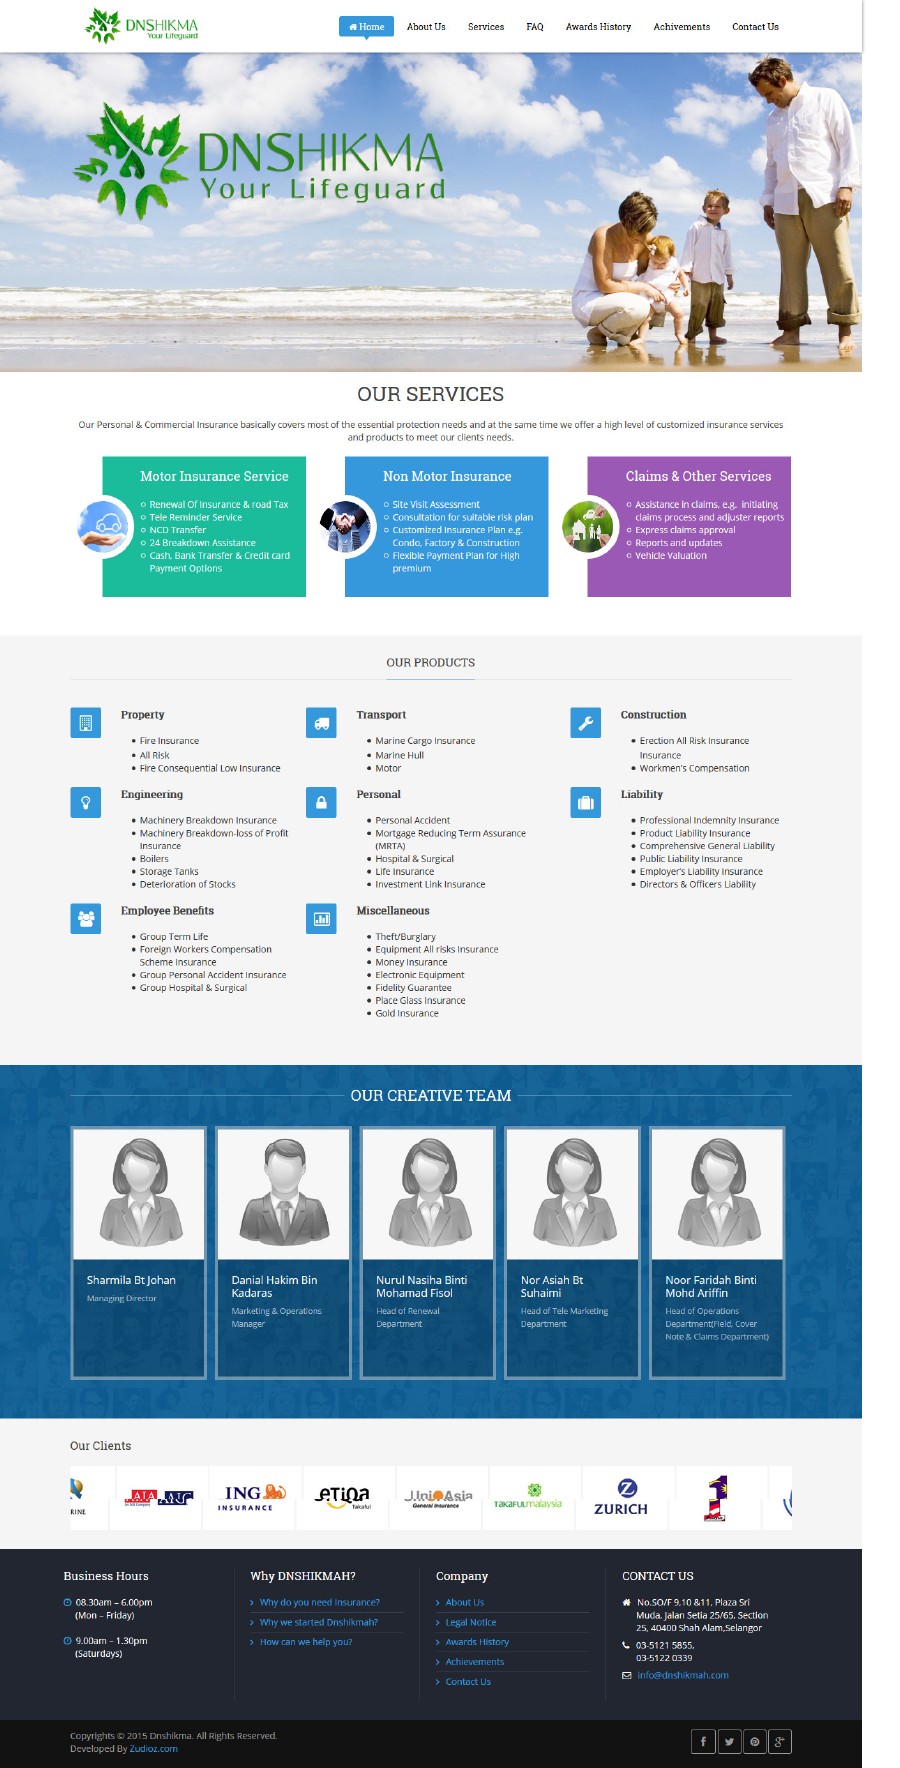 DNSHIKMA
Your Lifeguard
Home
About Us
Services
FAQ
Awards History
Achivements
Contact Us
DNSHIKMA
Your Lifeguard
OUR SERVICES
Our Personal & Commercial Insurance basically covers most of the essential protection needs and at the same time we offer a high level of customized insurance services
and products to meet our clients needs.
Motor Insurance Service
Renewal Of Insurance & road Tax
Tele Reminder Service
NCD Transfer
24 Breakdown Assistance
Cash, Bank Transfer & Credit card
Payment Options
Non Motor Insurance
Site Visit Assessment
Consultation for suitable risk plan
Customized Insurance Plan e.g.
Condo, Factory & Construction
Flexible Payment Plan for High
premium
Claims & Other Services
Assistance in claims, e.g. initiating
claims process and adjuster reports
Express claims approval
Reports and updates
Vehicle Valuation
OUR PRODUCTS
Property
Fire Insurance
All Risk
Fire Consequential Low Insurance
Transport
Marine Cargo Insurance
Marine Hull
Motor
Construction
Erection All Risk Insurance
Insurance
Workmen's Compensation
Engineering
Machinery Breakdown Insurance
Machinery Breakdown-loss of Profit
Insurance
Boilers
Storage Tanks
Deterioration of Stocks
Personal
Personal Accident
Mortgage Reducing Term Assurance
(MRTA)
Hospital & Surgical
Life Insurance
Investment Link Insurance
Liability
Professional Indemnity Insurance
Product Liability Insurance
Comprehensive General Liability
Public Liability Insurance
Employer's Liability Insurance
Directors & Officers Liability
Employee Benefits
Group Term Life
Foreign Workers Compensation
Scheme Insurance
Group Personal Accident Insurance
Group Hospital & Surgical
Miscellaneous
Theft/Burglary
Equipment All risks Insurance
Money Insurance
Electronic Equipment
Fidelity Guarantee
Place Glass Insurance
Gold Insurance
OUR CREATIVE TEAM
Sharmila Bt Johan
Managing Director
Danial Hakim Bin
Kadaras
Marketing & Operations
Manager
Nurul Nasiha Binti
Mohamad Fisol
Head of Renewal
Department
Nor Asiah Bt
Suhaimi
Head of Tele Marketing
Department
Noor Faridah Binti
Mohd Ariffin
Head of Operations
Department(Field, Cover
Note & Claims Department)
Our Clients
RINE
ING
INSURANCE
eTiQa
Takaful
UniAsia
General Insurance
TAKAFULmalaysia
ZURICH
1
Business Hours
08.30am – 6.00pm
(Mon – Friday)
9.00am – 1.30pm
(Saturdays)
Why DNSHIKMAH?
Why do you need Insurance?
Why we started Dnshikmah?
How can we help you?
Company
About Us
Legal Notice
Awards History
Achievements
Contact Us
CONTACT US
No.SO/F 9,10 &11, Plaza Sri
Muda, Jalan Setia 25/65, Section
25, 40400 Shah Alam,Selangor
03-5121 5855,
03-5122 0339
info@dnshikmah.com
Copyrights © 2015 Dnshikma. All Rights Reserved.
Developed By Zudioz.com